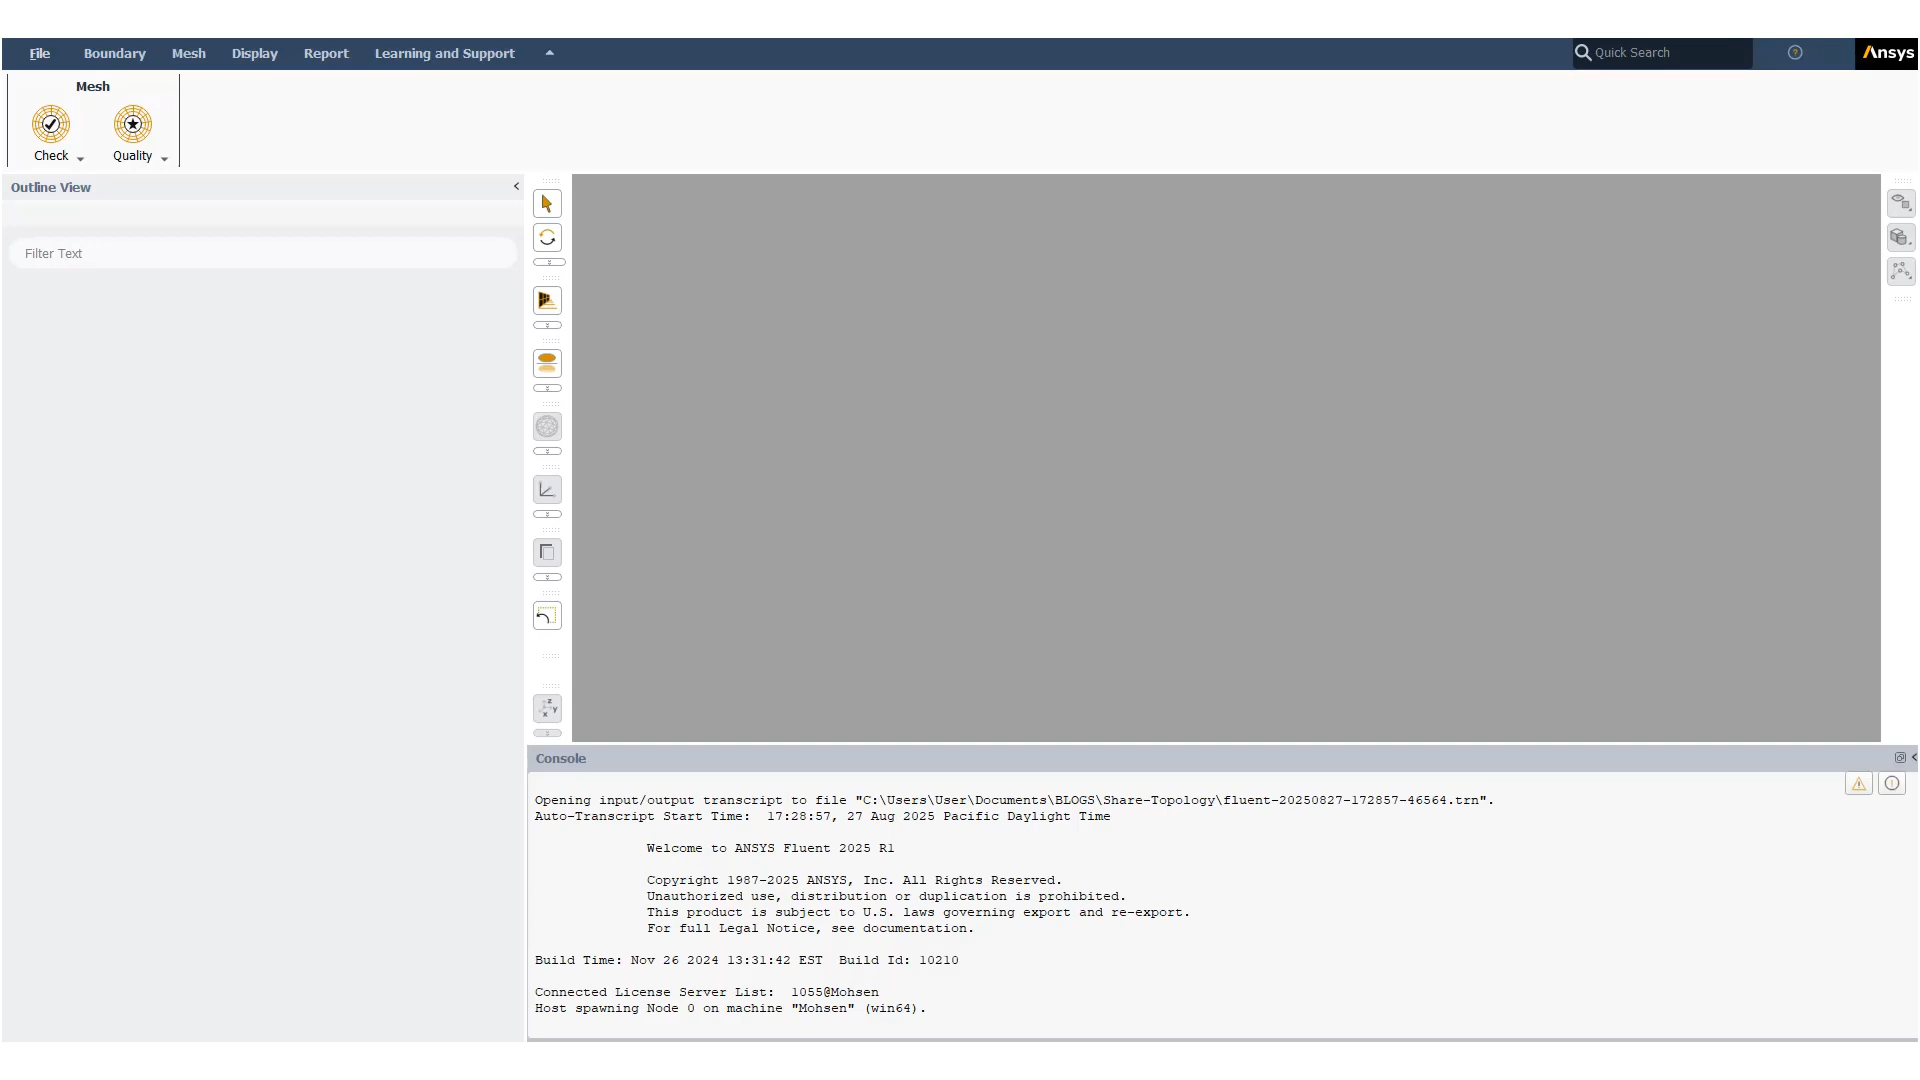 File Boundary Mesh Display Report Learning and Support Quick Search Ansys
Mesh
Check Quality
Outline View
Filter Text
Console
Opening input/output transcript to file "C:\Users\User\Documents\BLOGS\Share-Topology\fluent-20250827-172857-46564.trn".
Auto-Transcript Start Time:  17:28:57, 27 Aug 2025 Pacific Daylight Time
Welcome to ANSYS Fluent 2025 R1
Copyright 1987-2025 ANSYS, Inc. All Rights Reserved.
Unauthorized use, distribution or duplication is prohibited.
This product is subject to U.S. laws governing export and re-export.
For full Legal Notice, see documentation.
Build Time: Nov 26 2024 13:31:42 EST  Build Id: 10210
Connected License Server List:  1055@Mohsen
Host spawning Node 0 on machine "Mohsen" (win64).